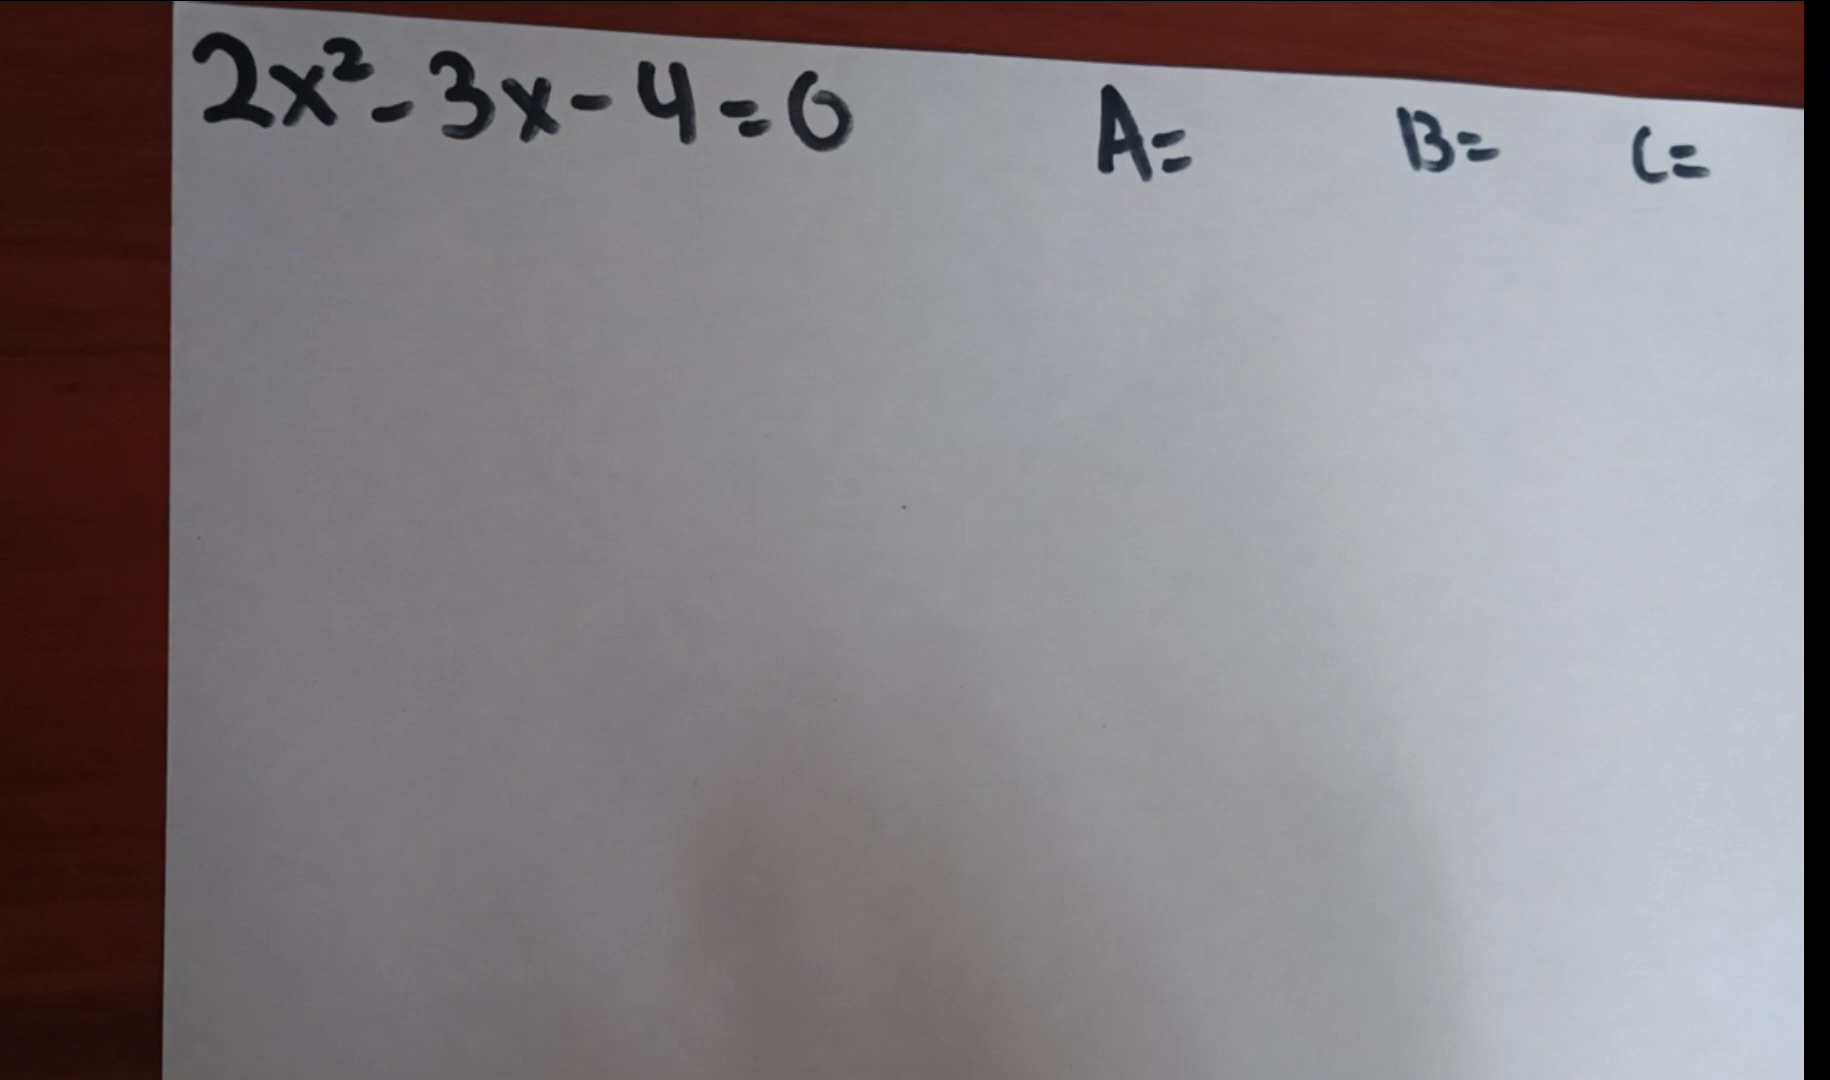 2x² - 3x - 4 = 0 A= B= C=